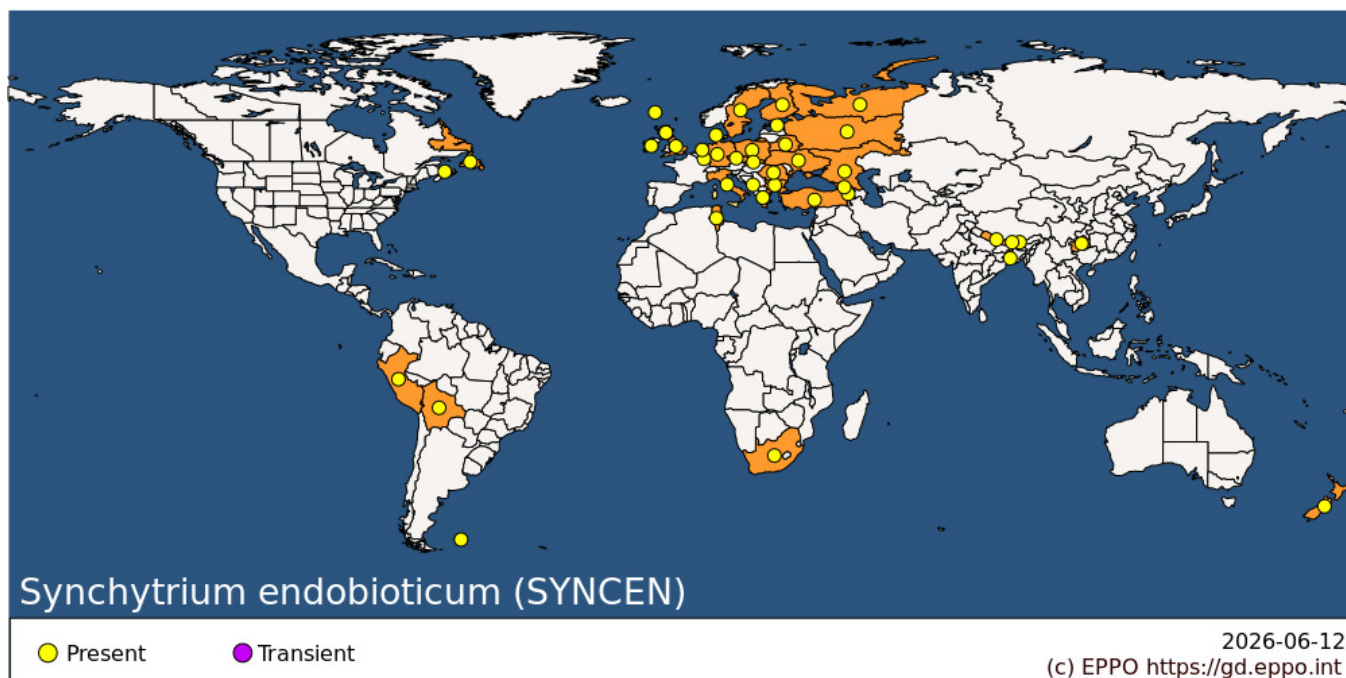 Synchytrium endobioticum (SYNCEN)
Present
Transient
2026-06-12
(c) EPPO https://gd.eppo.int